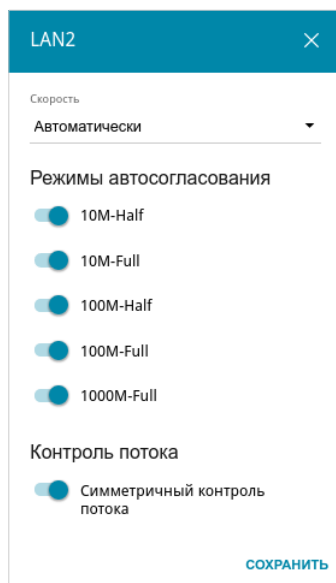 LAN2
Скорость
Автоматически
Режимы автосогласования
10M-Half
10M-Full
100M-Half
100M-Full
1000M-Full
Контроль потока
Симметричный контроль
потока
СОХРАНИТЬ